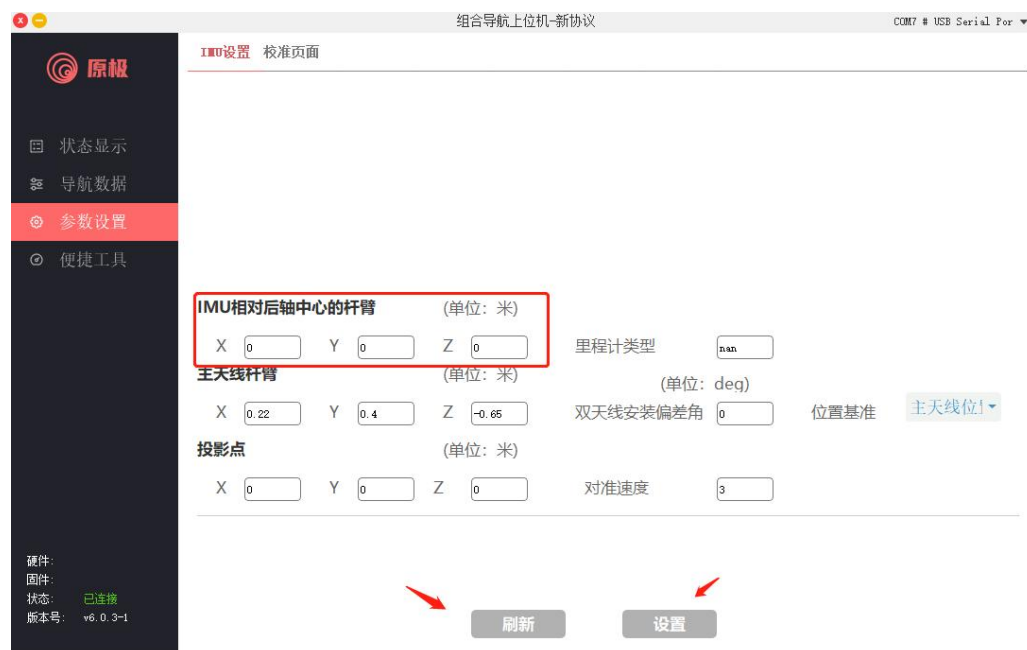 组合导航上位机-新协议
COM7 # USB Serial Por
原极
IMU设置 校准页面
状态显示
导航数据
参数设置
便捷工具
IMU相对后轴中心的杆臂 (单位：米)
X 0 Y 0 Z 0 里程计类型 nan
主天线杆臂 (单位：米) (单位：deg)
X 0.22 Y 0.4 Z -0.65 双天线安装偏差角 0 位置基准 主天线位
投影点 (单位：米)
X 0 Y 0 Z 0 对准速度 3
硬件:
固件:
状态: 已连接
版本号: v6.0.3-1
刷新 设置